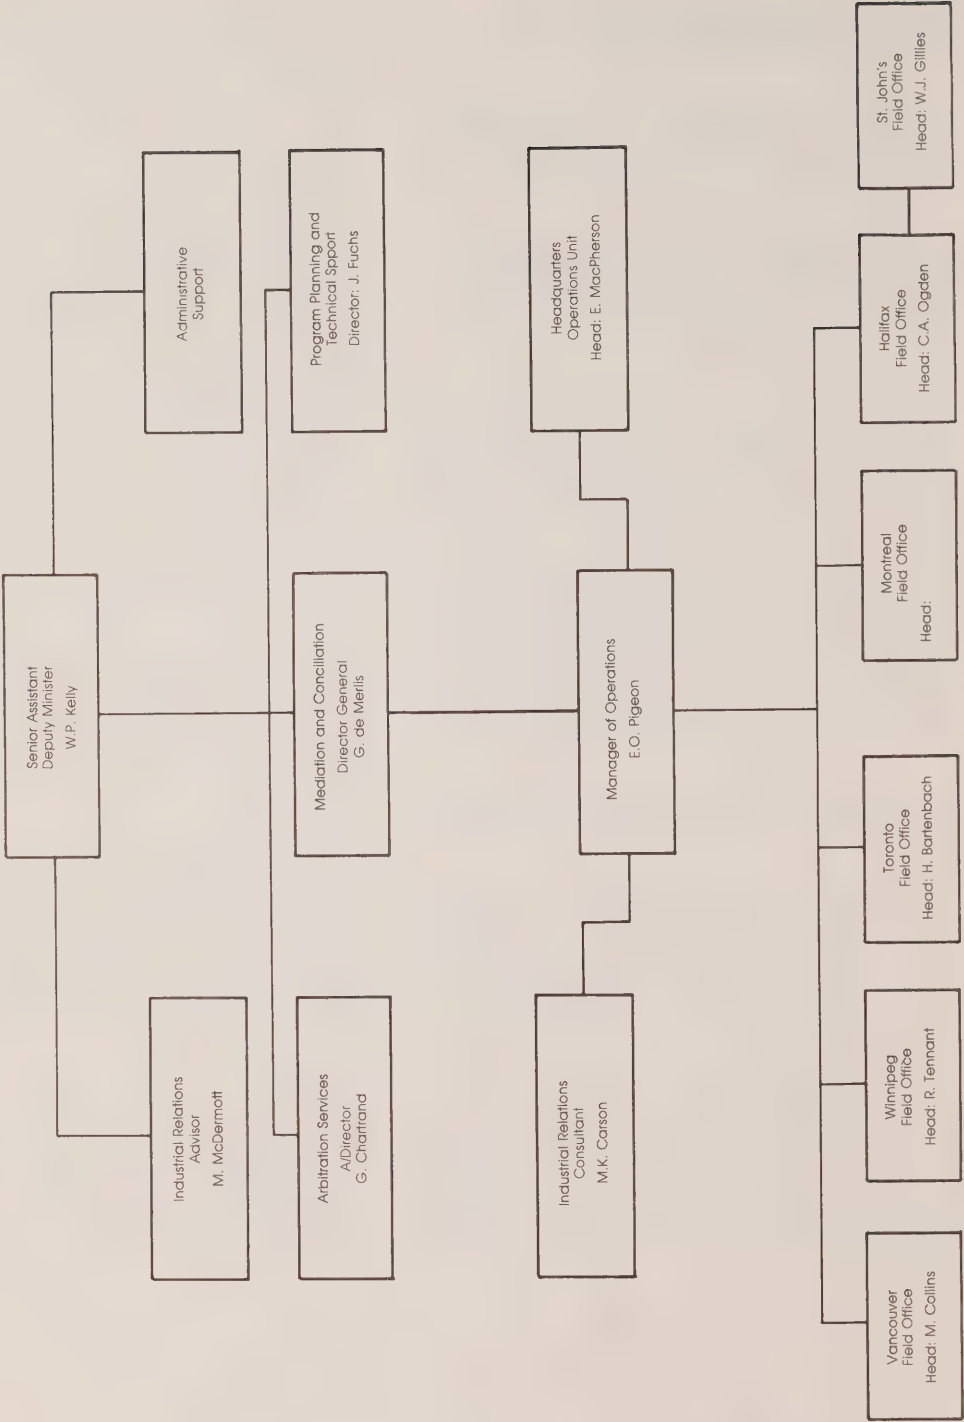 Senior Assistant
Deputy Minister
W.P. Kelly
Industrial Relations
Advisor
M. McDermott
Administrative
Support
Arbitration Services
A/Director
G. Chartrand
Mediation and Conciliation
Director General
G. de Merlis
Program Planning and
Technical Spport
Director: J. Fuchs
Industrial Relations
Consultant
M.K. Carson
Manager of Operations
E.O. Pigeon
Headquarters
Operations Unit
Head: E. MacPherson
Vancouver
Field Office
Head: M. Collins
Winnipeg
Field Office
Head: R. Tennant
Toronto
Field Office
Head: H. Bartenbach
Montreal
Field Office
Head:
Halifax
Field Office
Head: C.A. Ogden
St. John's
Field Office
Head: W.J. Gillies